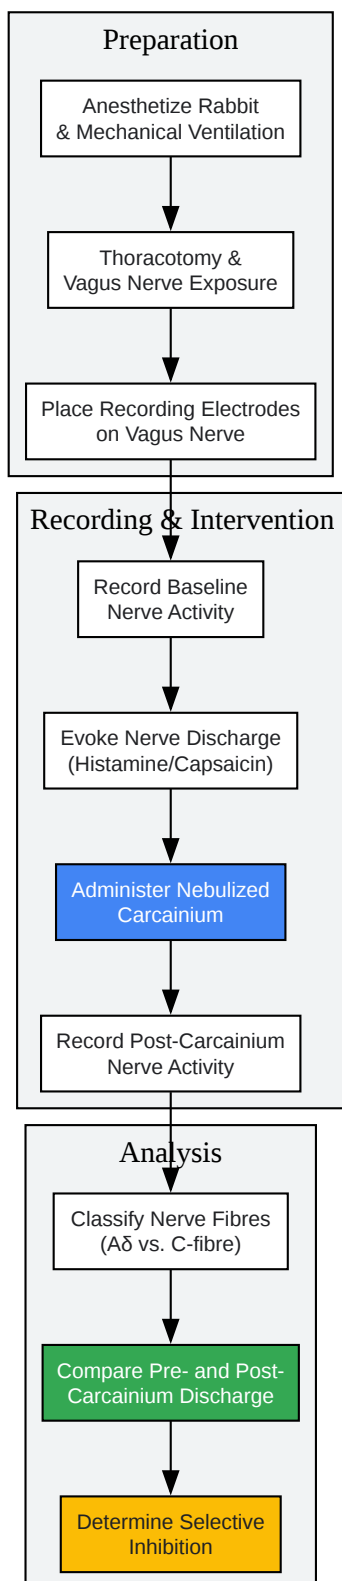 Preparation
Anesthetize Rabbit
& Mechanical Ventilation
Thoracotomy &
Vagus Nerve Exposure
Place Recording Electrodes
on Vagus Nerve
Recording & Intervention
Record Baseline
Nerve Activity
Evoke Nerve Discharge
(Histamine/Capsaicin)
Administer Nebulized
Carcainium
Record Post-Carcainium
Nerve Activity
Analysis
Classify Nerve Fibres
(Aδ vs. C-fibre)
Compare Pre- and Post-
Carcainium Discharge
Determine Selective
Inhibition